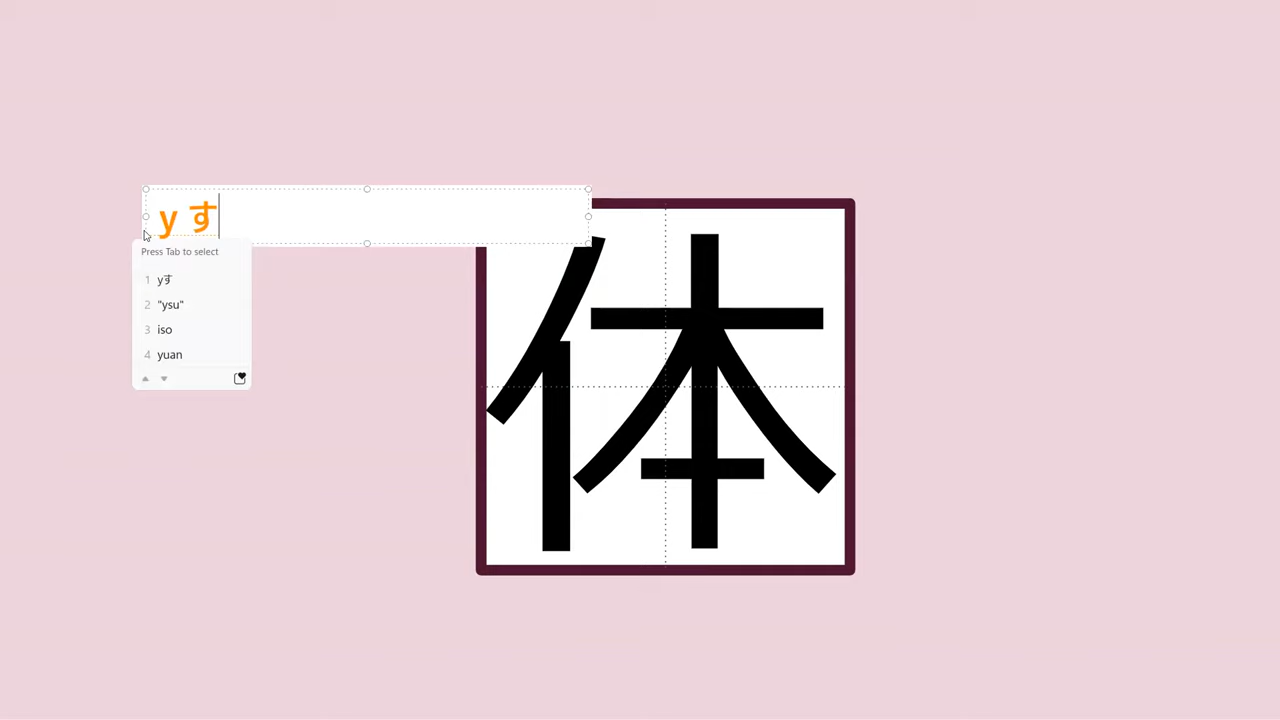 yす
Press Tab to select
1 yす
2 "ysu"
3 iso
4 yuan
体